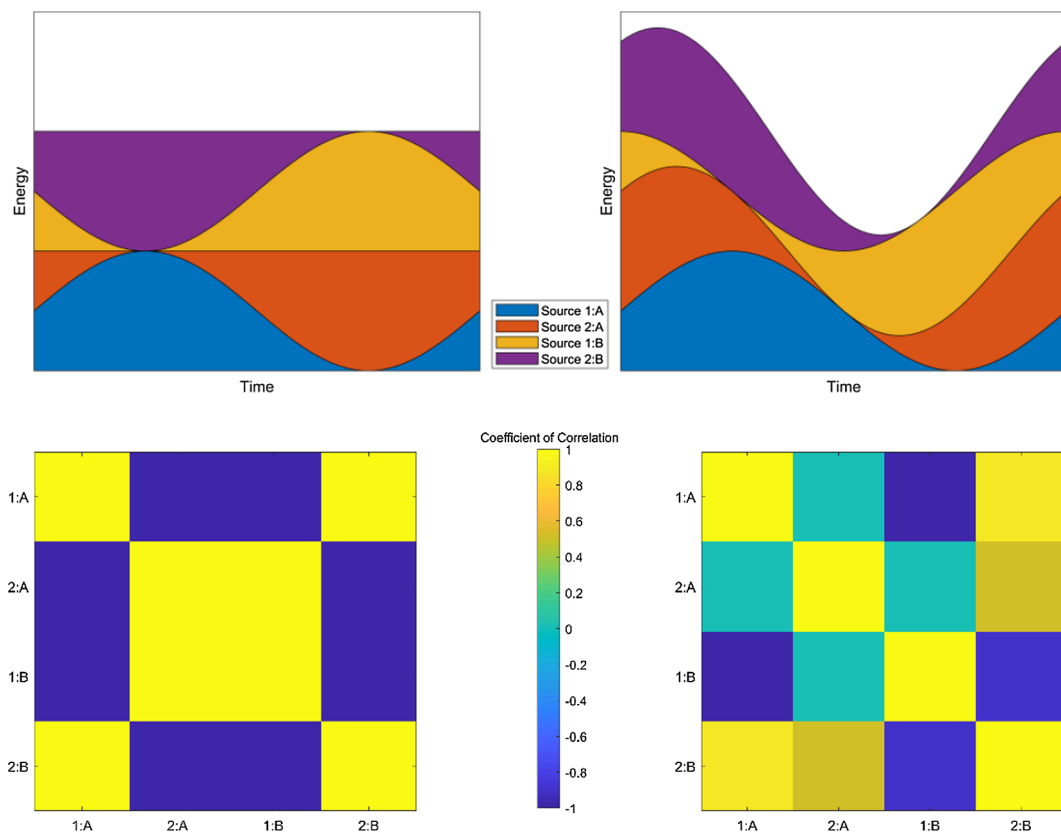 Energy
Energy
Source 1:A
Source 2:A
Source 1:B
Source 2:B
Time
Time
Coefficient of Correlation
1:A
2:A
1:B
2:B
1:A
2:A
1:B
2:B
1
0.8
0.6
0.4
0.2
0
-0.2
-0.4
-0.6
-0.8
-1
1:A
2:A
1:B
2:B
1:A
2:A
1:B
2:B